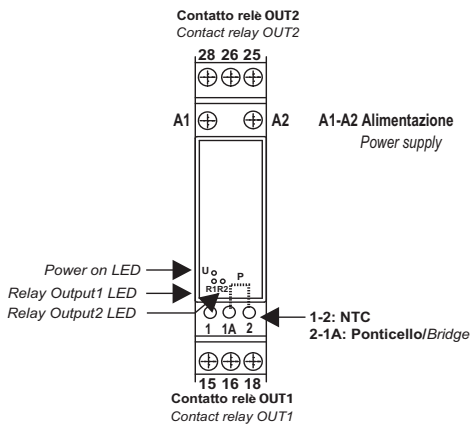 Contatto relè OUT2
Contact relay OUT2
28 26 25
A1 A2
A1-A2 Alimentazione
Power supply
Power on LED
U
P
R1 R2
Relay Output1 LED
Relay Output2 LED
1 1A 2
1-2: NTC
2-1A: Ponticello/Bridge
15 16 18
Contatto relè OUT1
Contact relay OUT1